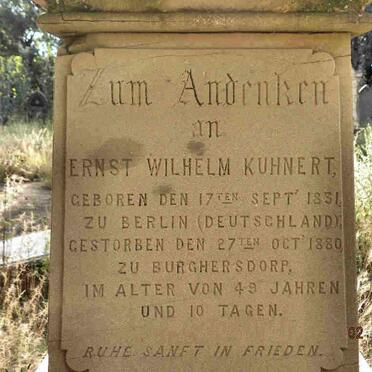 Zum Andenken
an
ERNST WILHELM KUHNERT,
GEBOREN DEN 17TEN SEPT' 1831,
ZU BERLIN (DEUTSCHLAND)
GESTORBEN DEN 27TEN OCT' 1880,
ZU BURGHERSDORP,
IM ALTER VON 49 JAHREN
UND 10 TAGEN.
RUHE SANFT IN FRIEDEN.